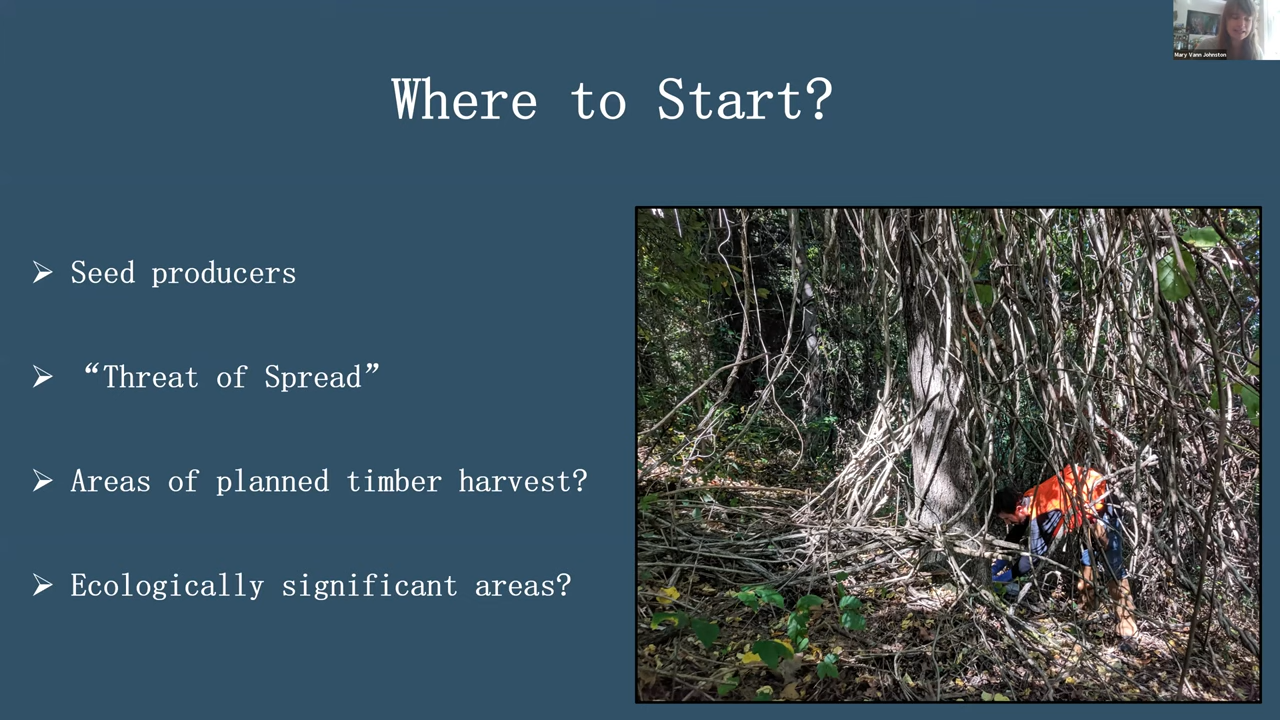 Mary Vann Johnston
Where to Start?
➢ Seed producers
➢ “Threat of Spread”
➢ Areas of planned timber harvest?
➢ Ecologically significant areas?